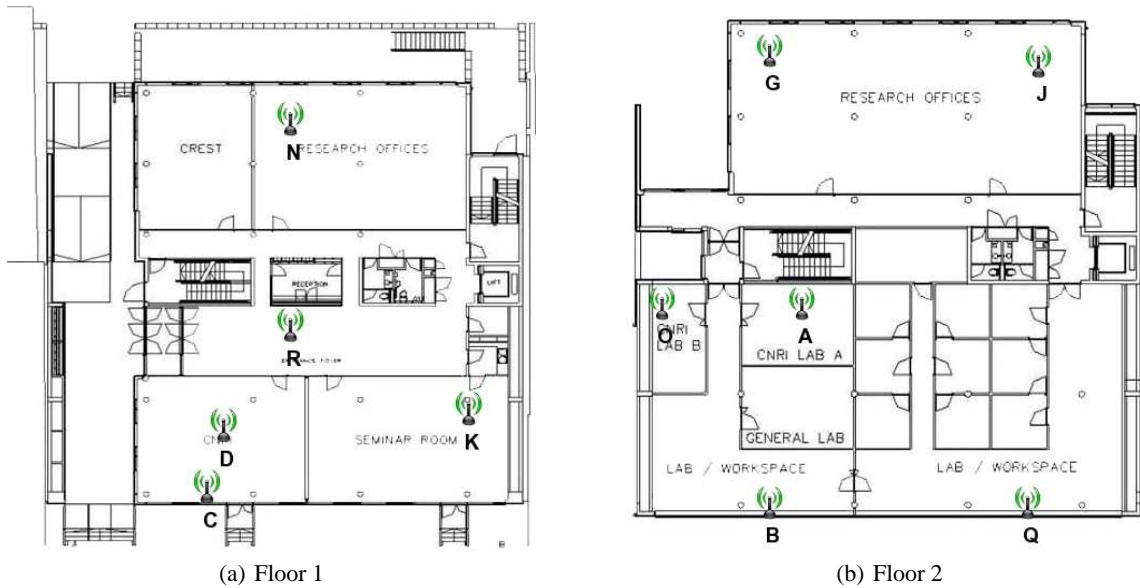 N
CREST
RESEARCH OFFICES
RECEPTION
LIFT
R
K
SEMINAR ROOM
D
C
(a) Floor 1
G
J
RESEARCH OFFICES
O
A
CNRI
LAB B
CNRI LAB A
GENERAL LAB
LAB / WORKSPACE
LAB / WORKSPACE
B
Q
(b) Floor 2